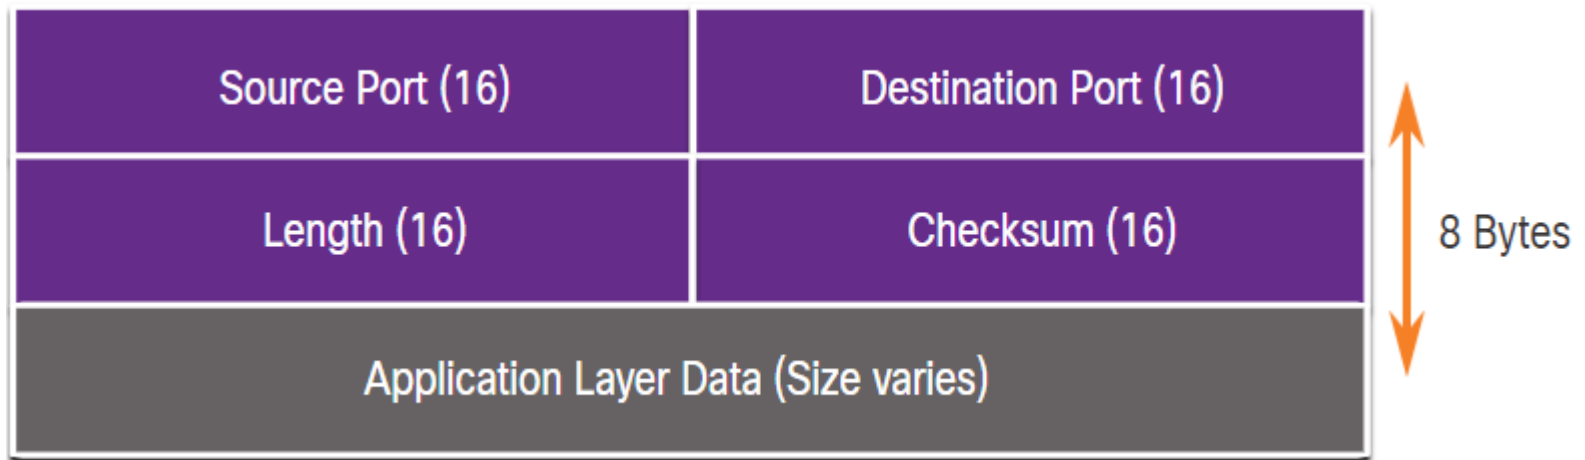 Source Port (16)
Destination Port (16)
Length (16)
Checksum (16)
8 Bytes
Application Layer Data (Size varies)